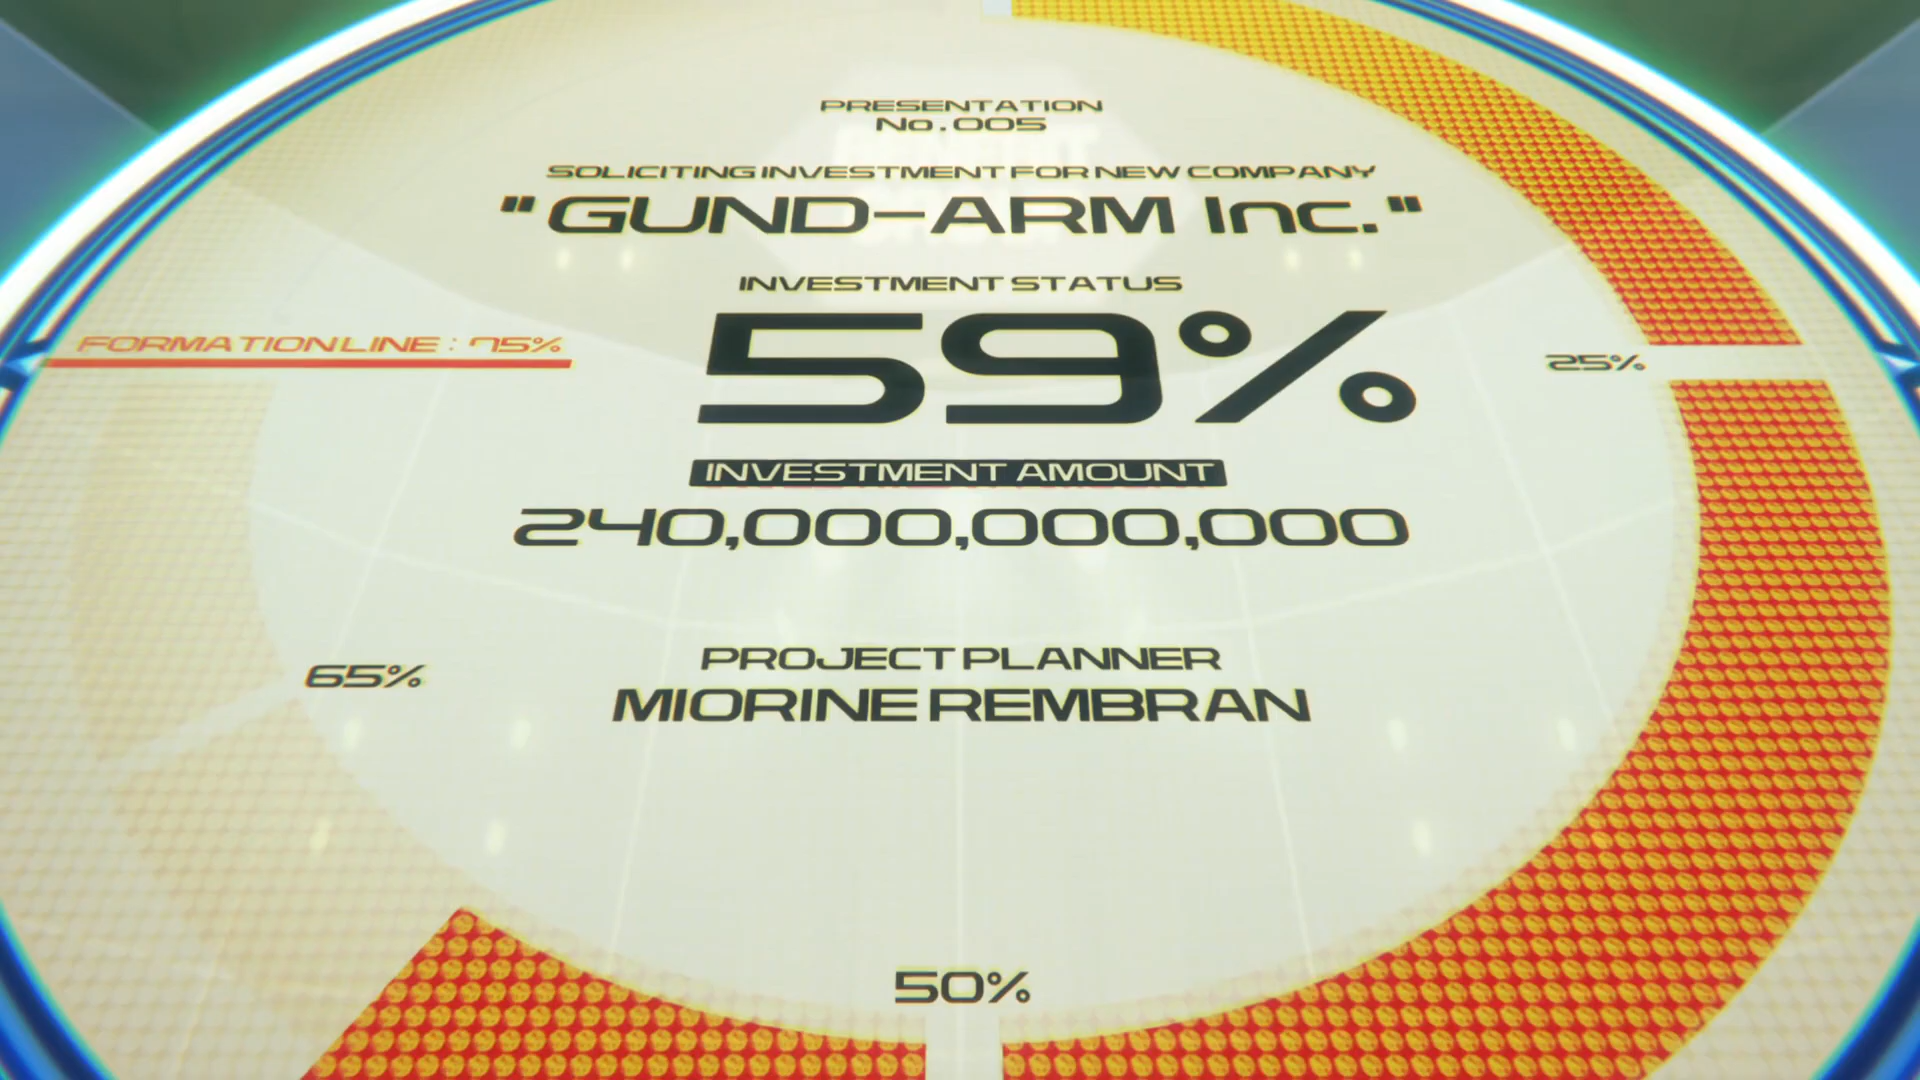 PRESENTATION
No.005
SOLICITING INVESTMENT FOR NEW COMPANY
"GUND-ARM Inc."
INVESTMENT STATUS
FORMATION LINE : 75%
59%
25%
INVESTMENT AMOUNT
240,000,000,000
PROJECT PLANNER
65%
MIORINE REMBRAN
50%